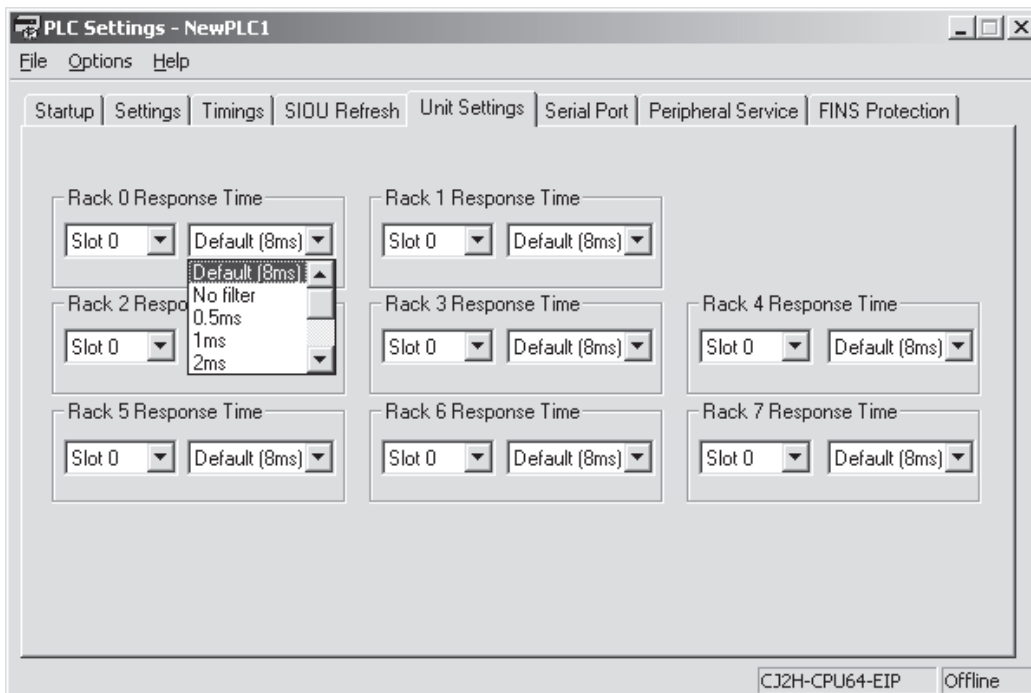 PLC Settings - NewPLC1
File Options Help
Startup Settings Timings SIOU Refresh Unit Settings Serial Port Peripheral Service FINS Protection
Rack 0 Response Time Rack 1 Response Time
Slot 0 Default (8ms) Slot 0 Default (8ms)
Default (8ms)
No filter
0.5ms
1ms
2ms
Rack 2 Respo Rack 3 Response Time Rack 4 Response Time
Slot 0 Slot 0 Default (8ms) Slot 0 Default (8ms)
Rack 5 Response Time Rack 6 Response Time Rack 7 Response Time
Slot 0 Default (8ms) Slot 0 Default (8ms) Slot 0 Default (8ms)
CJ2H-CPU64-EIP Offline